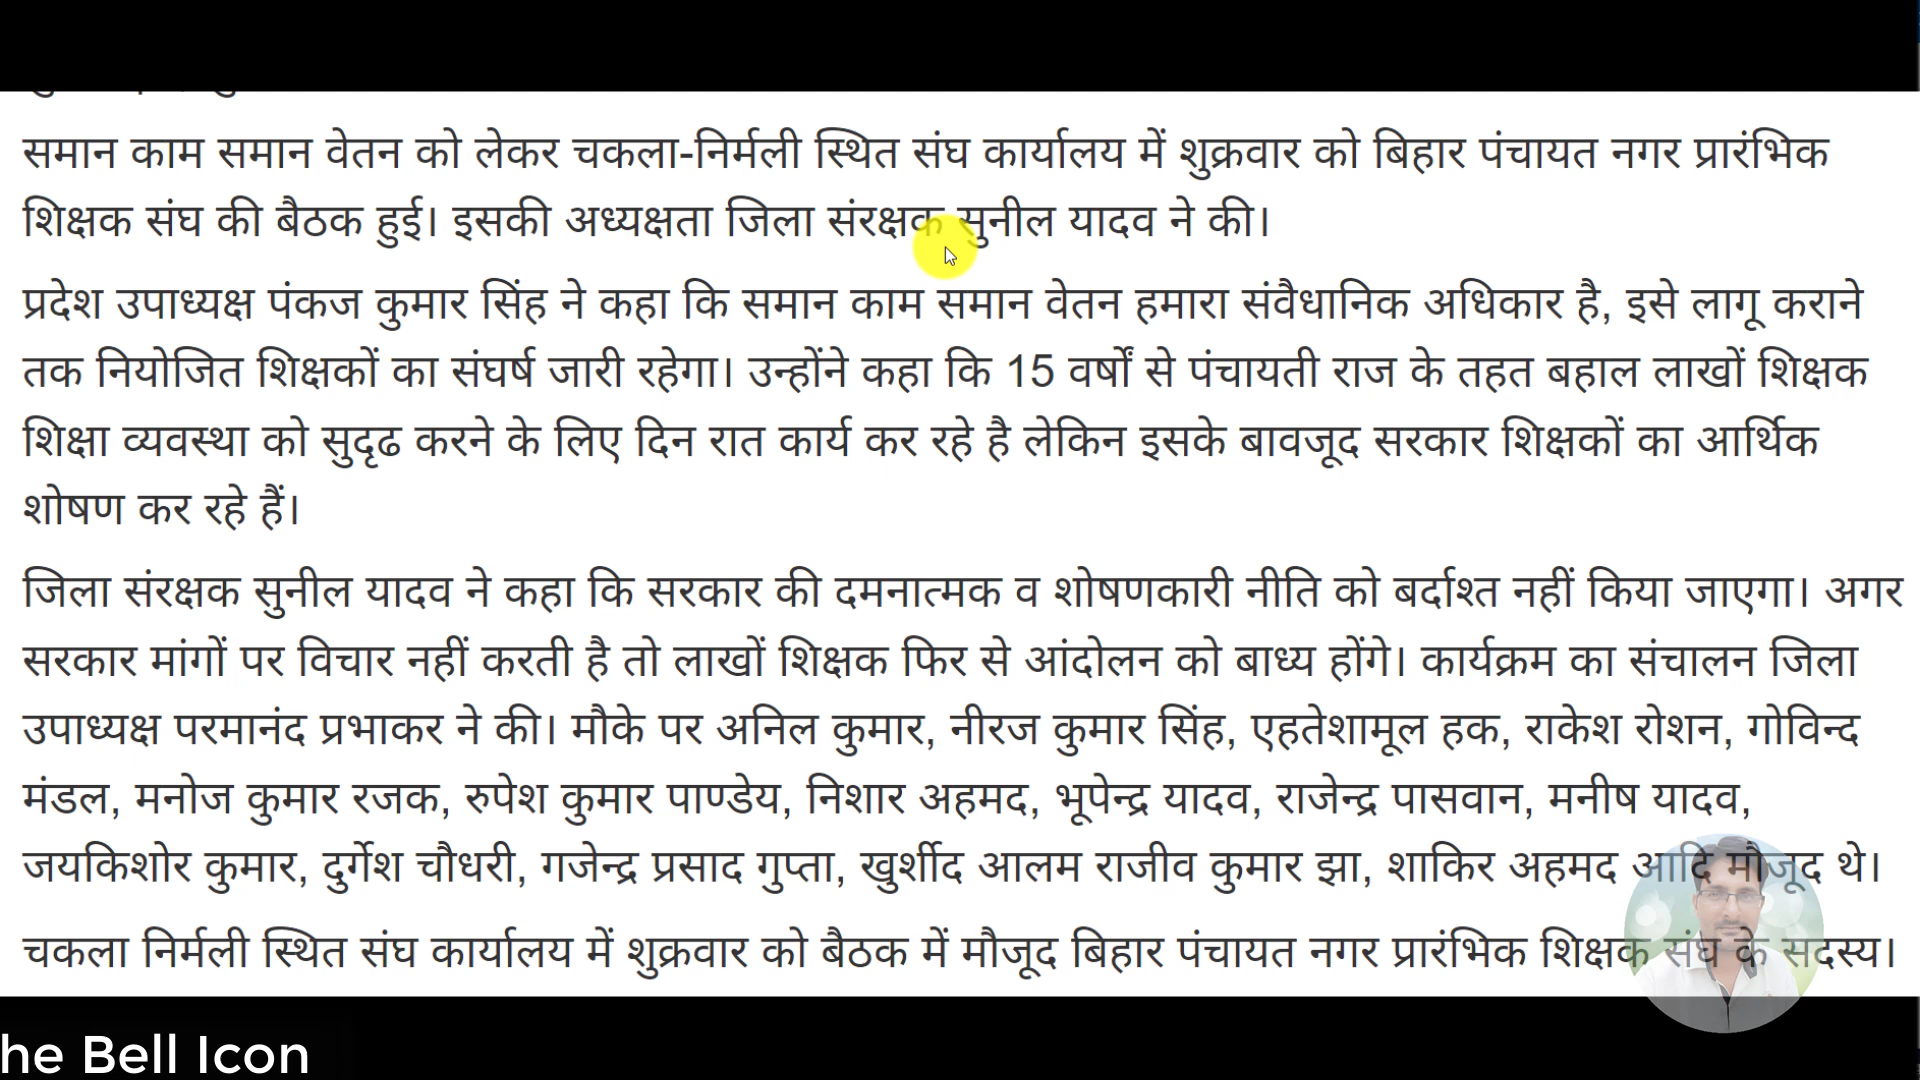 समान काम समान वेतन को लेकर चकला-निर्मली स्थित संघ कार्यालय में शुक्रवार को बिहार पंचायत नगर प्रारंभिक
शिक्षक संघ की बैठक हुई। इसकी अध्यक्षता जिला संरक्षक सुनील यादव ने की।
प्रदेश उपाध्यक्ष पंकज कुमार सिंह ने कहा कि समान काम समान वेतन हमारा संवैधानिक अधिकार है, इसे लागू कराने
तक नियोजित शिक्षकों का संघर्ष जारी रहेगा। उन्होंने कहा कि 15 वर्षों से पंचायती राज के तहत बहाल लाखों शिक्षक
शिक्षा व्यवस्था को सुदृढ करने के लिए दिन रात कार्य कर रहे है लेकिन इसके बावजूद सरकार शिक्षकों का आर्थिक
शोषण कर रहे हैं।
जिला संरक्षक सुनील यादव ने कहा कि सरकार की दमनात्मक व शोषणकारी नीति को बर्दाश्त नहीं किया जाएगा। अगर
सरकार मांगों पर विचार नहीं करती है तो लाखों शिक्षक फिर से आंदोलन को बाध्य होंगे। कार्यक्रम का संचालन जिला
उपाध्यक्ष परमानंद प्रभाकर ने की। मौके पर अनिल कुमार, नीरज कुमार सिंह, एहतेशामूल हक, राकेश रोशन, गोविन्द
मंडल, मनोज कुमार रजक, रुपेश कुमार पाण्डेय, निशार अहमद, भूपेन्द्र यादव, राजेन्द्र पासवान, मनीष यादव,
जयकिशोर कुमार, दुर्गेश चौधरी, गजेन्द्र प्रसाद गुप्ता, खुर्शीद आलम राजीव कुमार झा, शाकिर अहमद आदि मौजूद थे।
चकला निर्मली स्थित संघ कार्यालय में शुक्रवार को बैठक में मौजूद बिहार पंचायत नगर प्रारंभिक शिक्षक संघ के सदस्य।
he Bell Icon